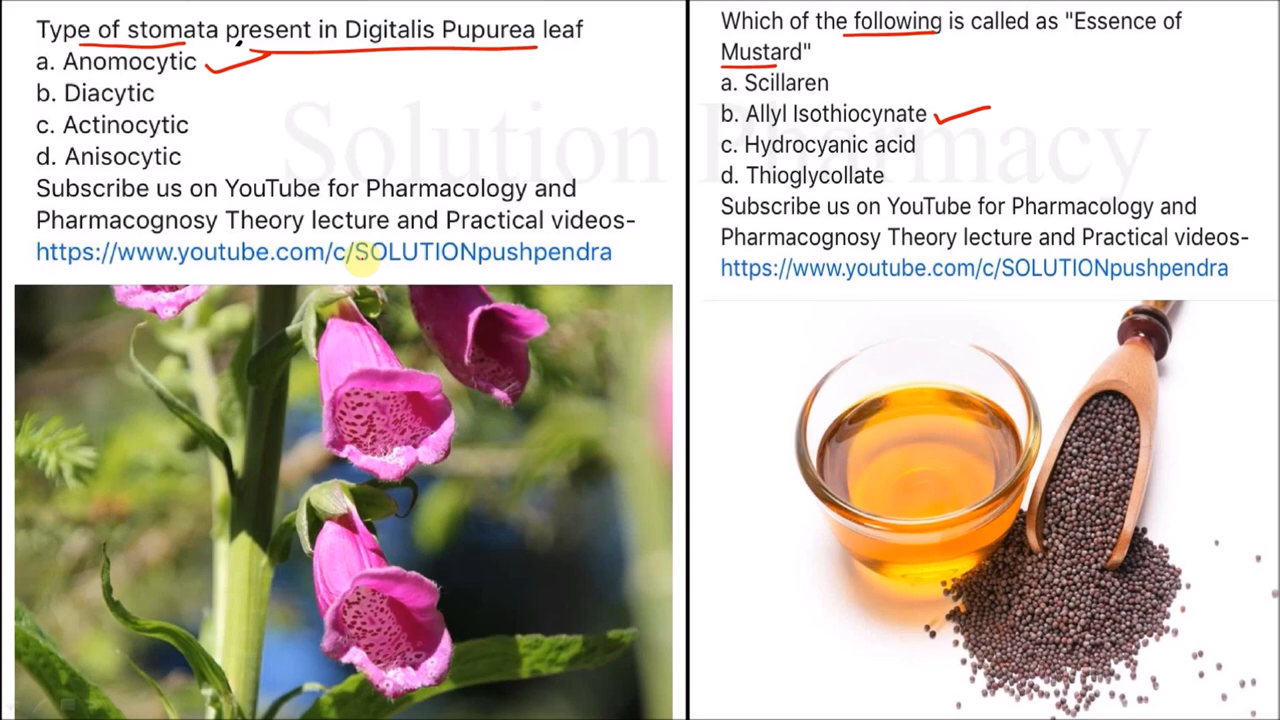 Type of stomata present in Digitalis Pupurea leaf
a. Anomocytic
b. Diacytic
c. Actinocytic
d. Anisocytic
Subscribe us on YouTube for Pharmacology and
Pharmacognosy Theory lecture and Practical videos-
https://www.youtube.com/c/SOLUTIONpushpendra
Which of the following is called as "Essence of
Mustard"
a. Scillaren
b. Allyl Isothiocynate
c. Hydrocyanic acid
d. Thioglycollate
Subscribe us on YouTube for Pharmacology and
Pharmacognosy Theory lecture and Practical videos-
https://www.youtube.com/c/SOLUTIONpushpendra
Solution Pharmacy